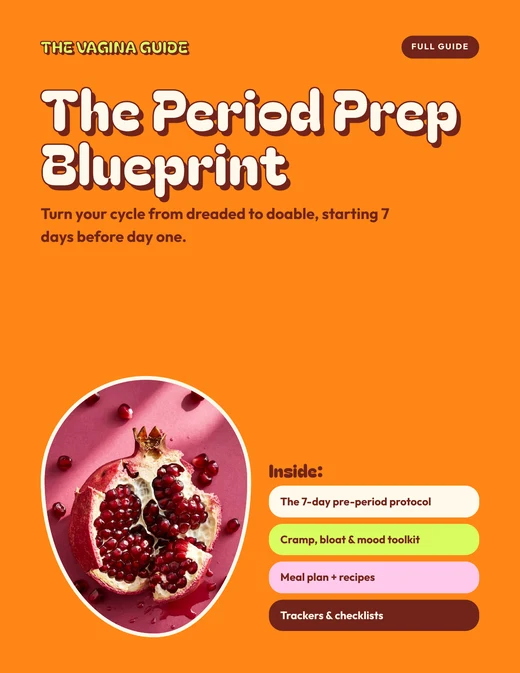 THE VAGINA GUIDE
FULL GUIDE
The Period Prep
Blueprint
Turn your cycle from dreaded to doable, starting 7
days before day one.
Inside:
The 7-day pre-period protocol
Cramp, bloat & mood toolkit
Meal plan + recipes
Trackers & checklists